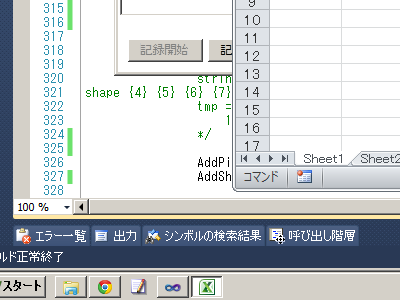 315
316
記録開始 記
320 strin
321 shape {4} {5} {6} {7}
322 tmp =
323 1
324 */
325
326 AddPi
327 AddSh
328
9
10
11
12
13
14
15
16
17
Sheet1 Sheet2
コマンド
100 %
エラー一覧 出力 シンボルの検索結果 呼び出し階層
ルド正常終了
スタート